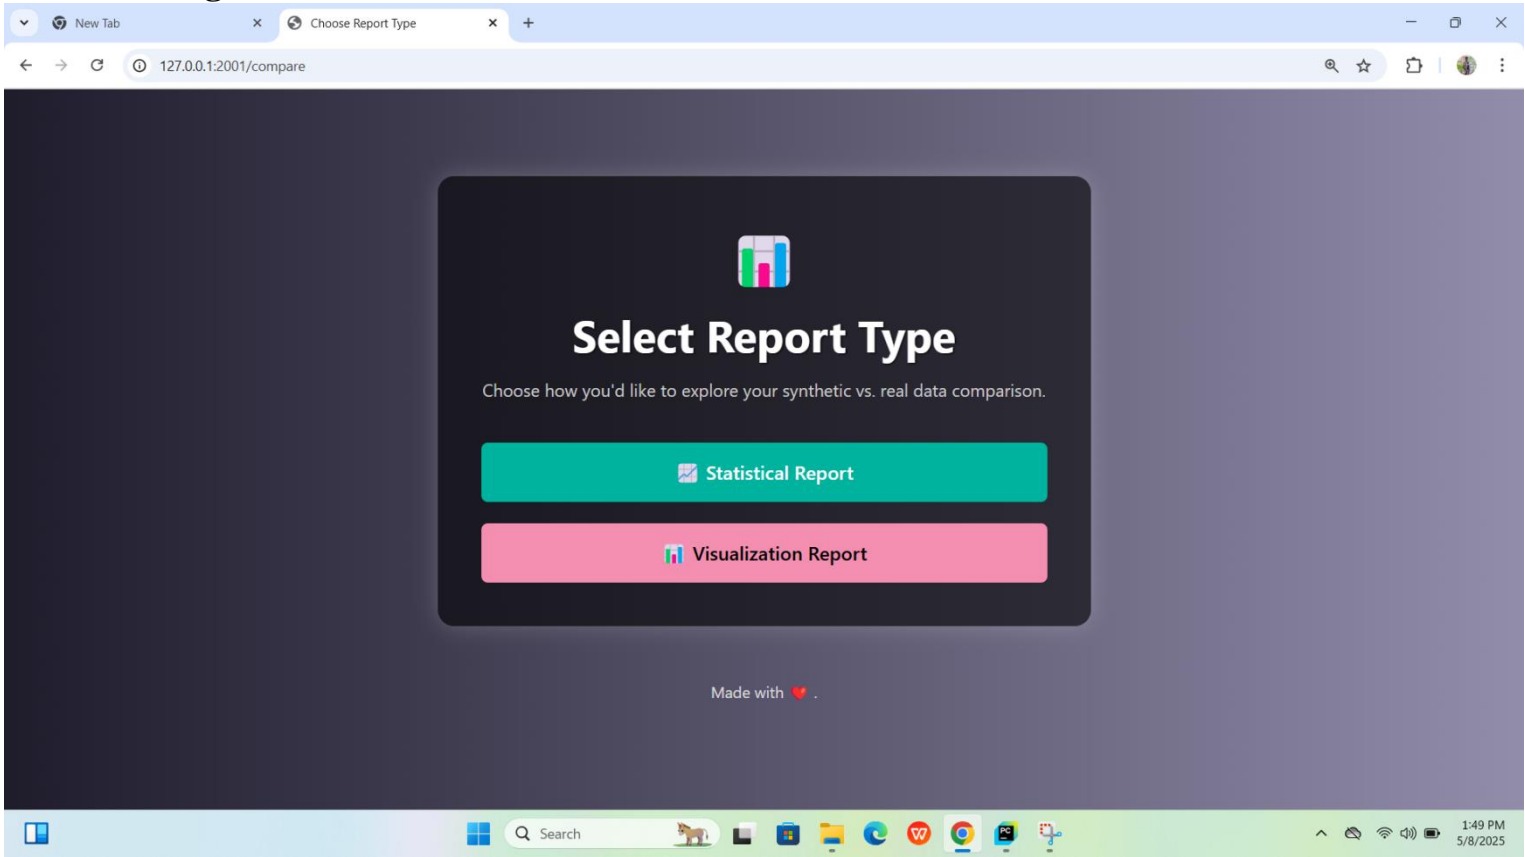 New Tab
Choose Report Type
127.0.0.1:2001/compare
Select Report Type
Choose how you'd like to explore your synthetic vs. real data comparison.
Statistical Report
Visualization Report
Made with ❤️ .
Search
1:49 PM
5/8/2025